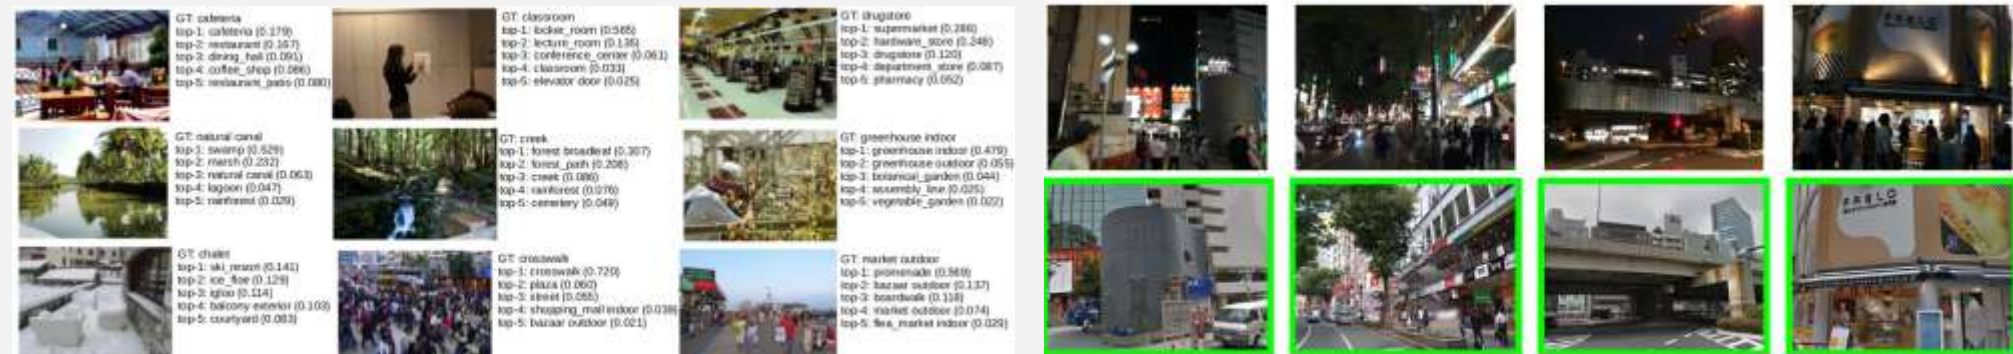 GT: cafeteria
top-1: cafeteria (0.179)
top-2: restaurant (0.167)
top-3: dining_hall (0.091)
top-4: coffee_shop (0.086)
top-5: restaurant_patio (0.080)
GT: classroom
top-1: locker_room (0.585)
top-2: lecture_room (0.135)
top-3: conference_center (0.061)
top-4: classroom (0.033)
top-5: elevator door (0.025)
GT: drugstore
top-1: supermarket (0.286)
top-2: hardware_store (0.248)
top-3: drugstore (0.120)
top-4: department_store (0.087)
top-5: pharmacy (0.052)
GT: natural canal
top-1: swamp (0.529)
top-2: marsh (0.232)
top-3: natural canal (0.063)
top-4: lagoon (0.047)
top-5: rainforest (0.029)
GT: creek
top-1: forest broadleaf (0.307)
top-2: forest_path (0.208)
top-3: creek (0.086)
top-4: rainforest (0.076)
top-5: cemetery (0.049)
GT: greenhouse indoor
top-1: greenhouse indoor (0.479)
top-2: greenhouse outdoor (0.055)
top-3: botanical_garden (0.044)
top-4: assembly_line (0.025)
top-5: vegetable_garden (0.022)
GT: chalet
top-1: ski_resort (0.141)
top-2: ice_floe (0.129)
top-3: igloo (0.114)
top-4: balcony exterior (0.103)
top-5: courtyard (0.083)
GT: crosswalk
top-1: crosswalk (0.720)
top-2: plaza (0.060)
top-3: street (0.055)
top-4: shopping_mall indoor (0.039)
top-5: bazaar outdoor (0.021)
GT: market outdoor
top-1: promenade (0.569)
top-2: bazaar outdoor (0.137)
top-3: boardwalk (0.118)
top-4: market outdoor (0.074)
top-5: flea_market indoor (0.029)
PABLO
PABLO